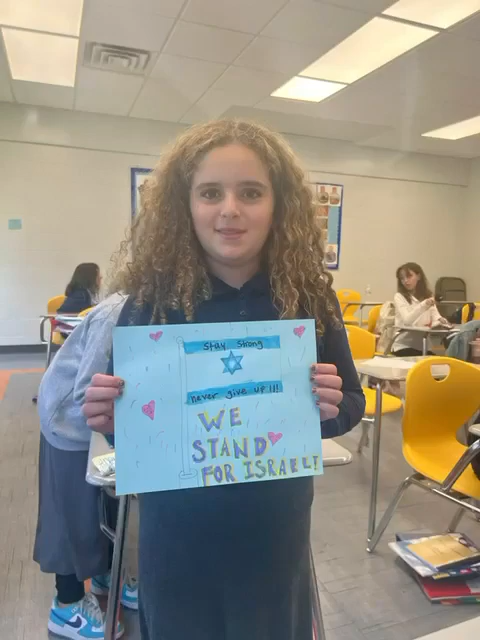 stay strong
never give up!!!
WE
STAND
FOR ISRAEL!